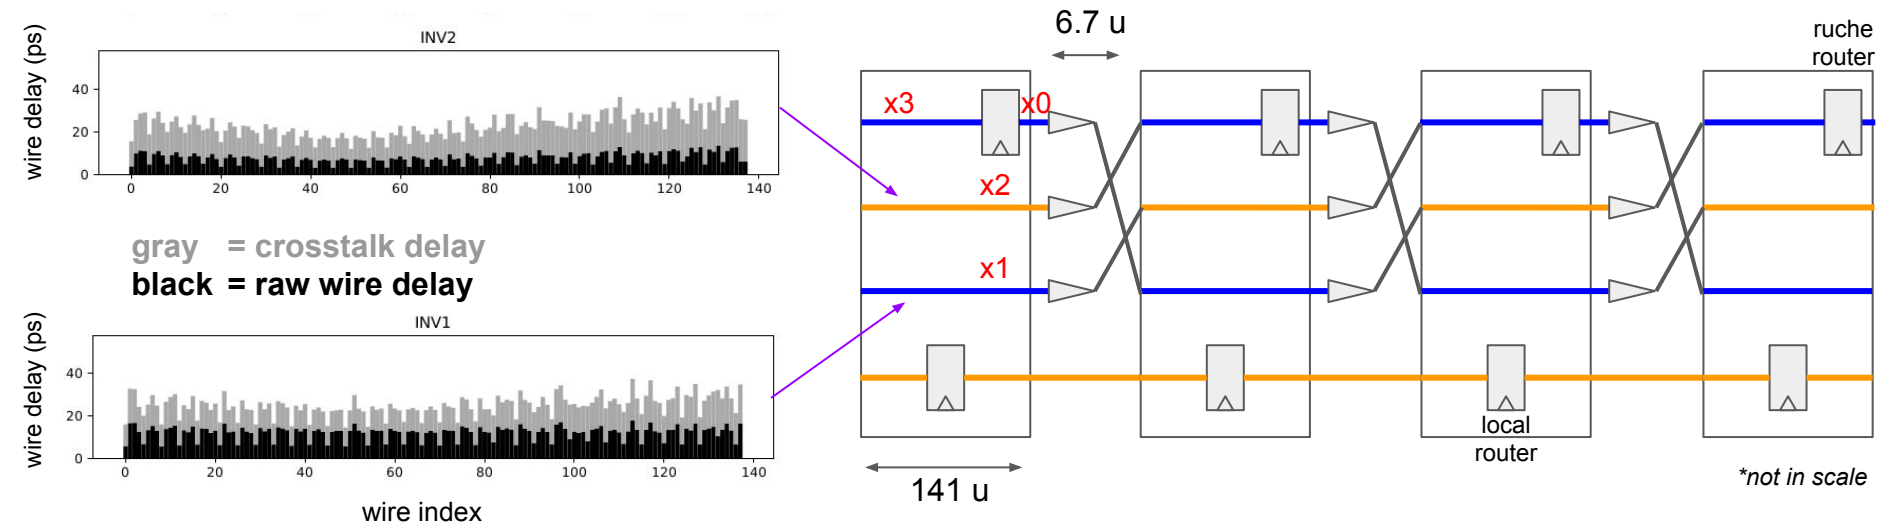 INV2
wire delay (ps)
40
20
0
0 20 40 60 80 100 120 140
gray = crosstalk delay
black = raw wire delay
INV1
wire delay (ps)
40
20
0
0 20 40 60 80 100 120 140
wire index
6.7 u
ruche
router
x3
x0
x2
x1
local
router
141 u
*not in scale